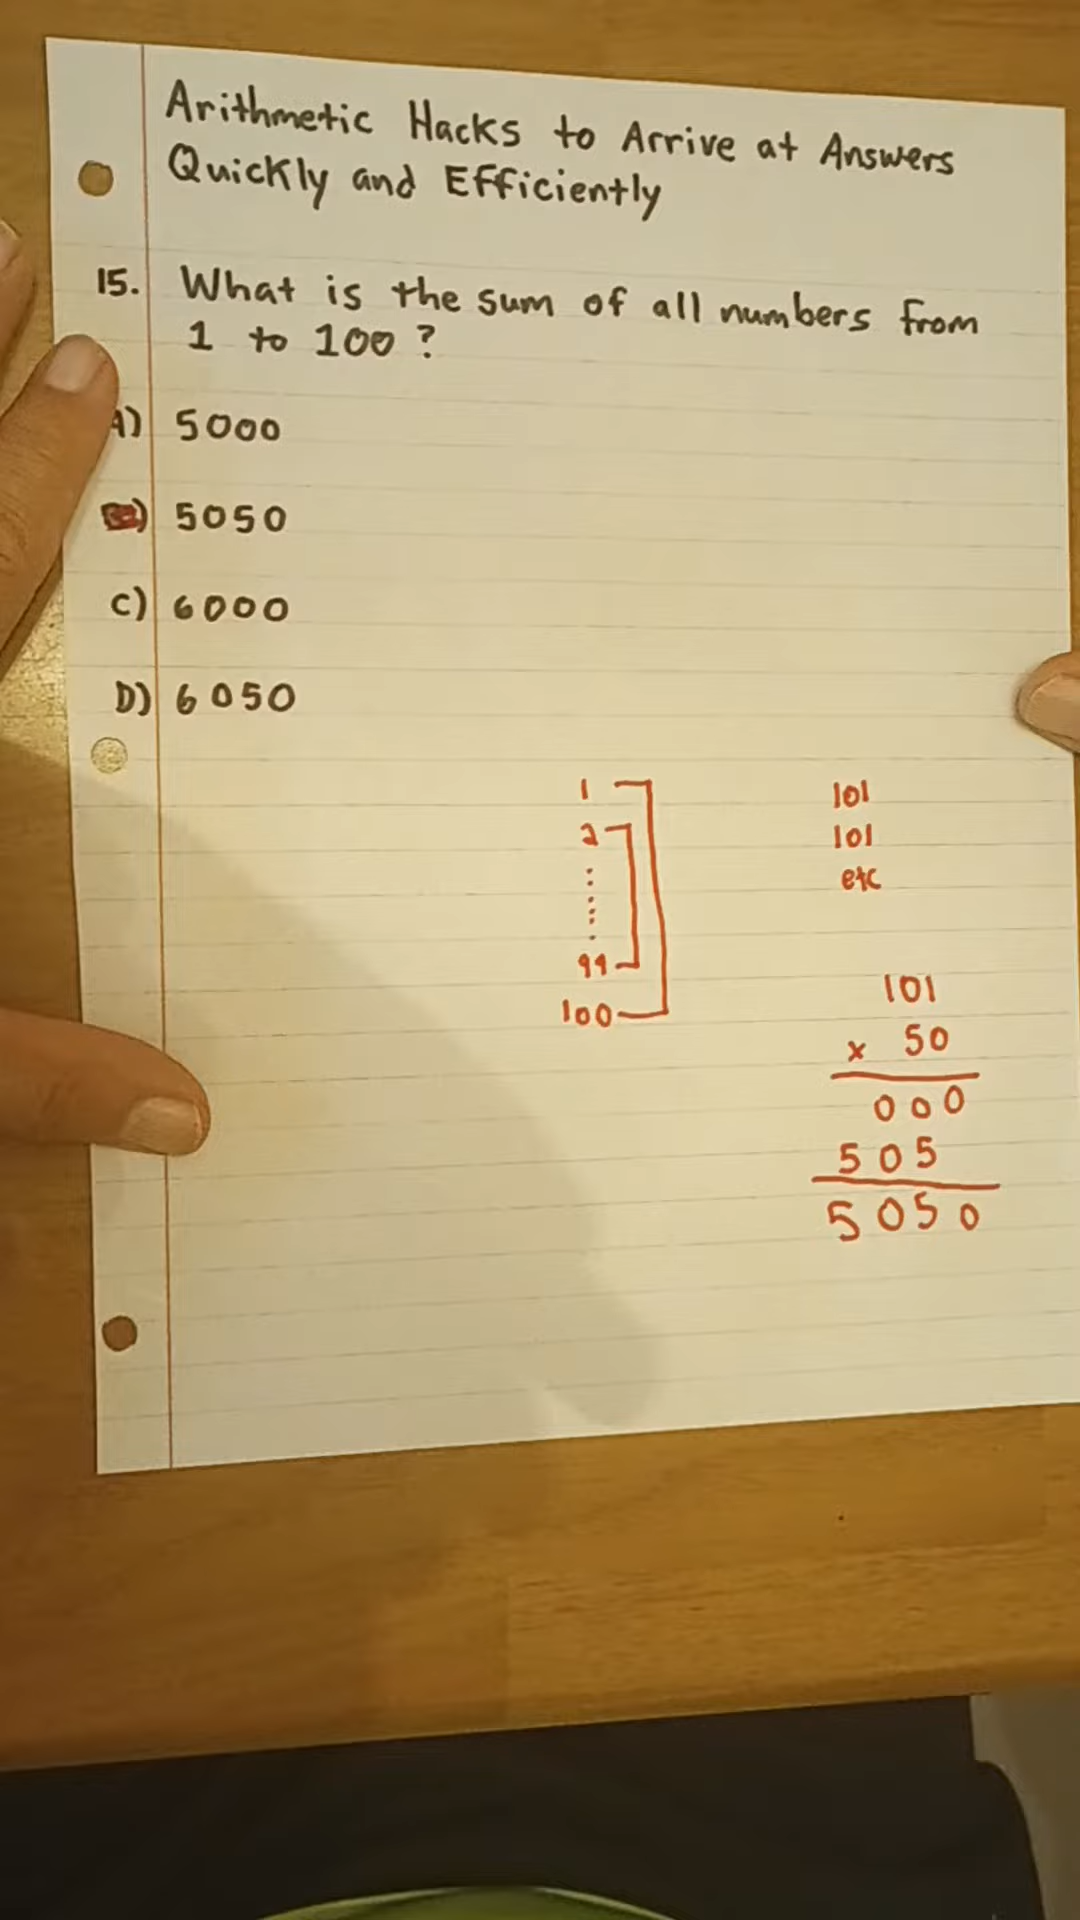 Arithmetic Hacks to Arrive at Answers
Quickly and Efficiently
15. What is the sum of all numbers from
1 to 100 ?
A) 5000
) 5050
C) 6000
D) 6050
1
2
99
100
101
101
etc
101
x 50
000
505
5050